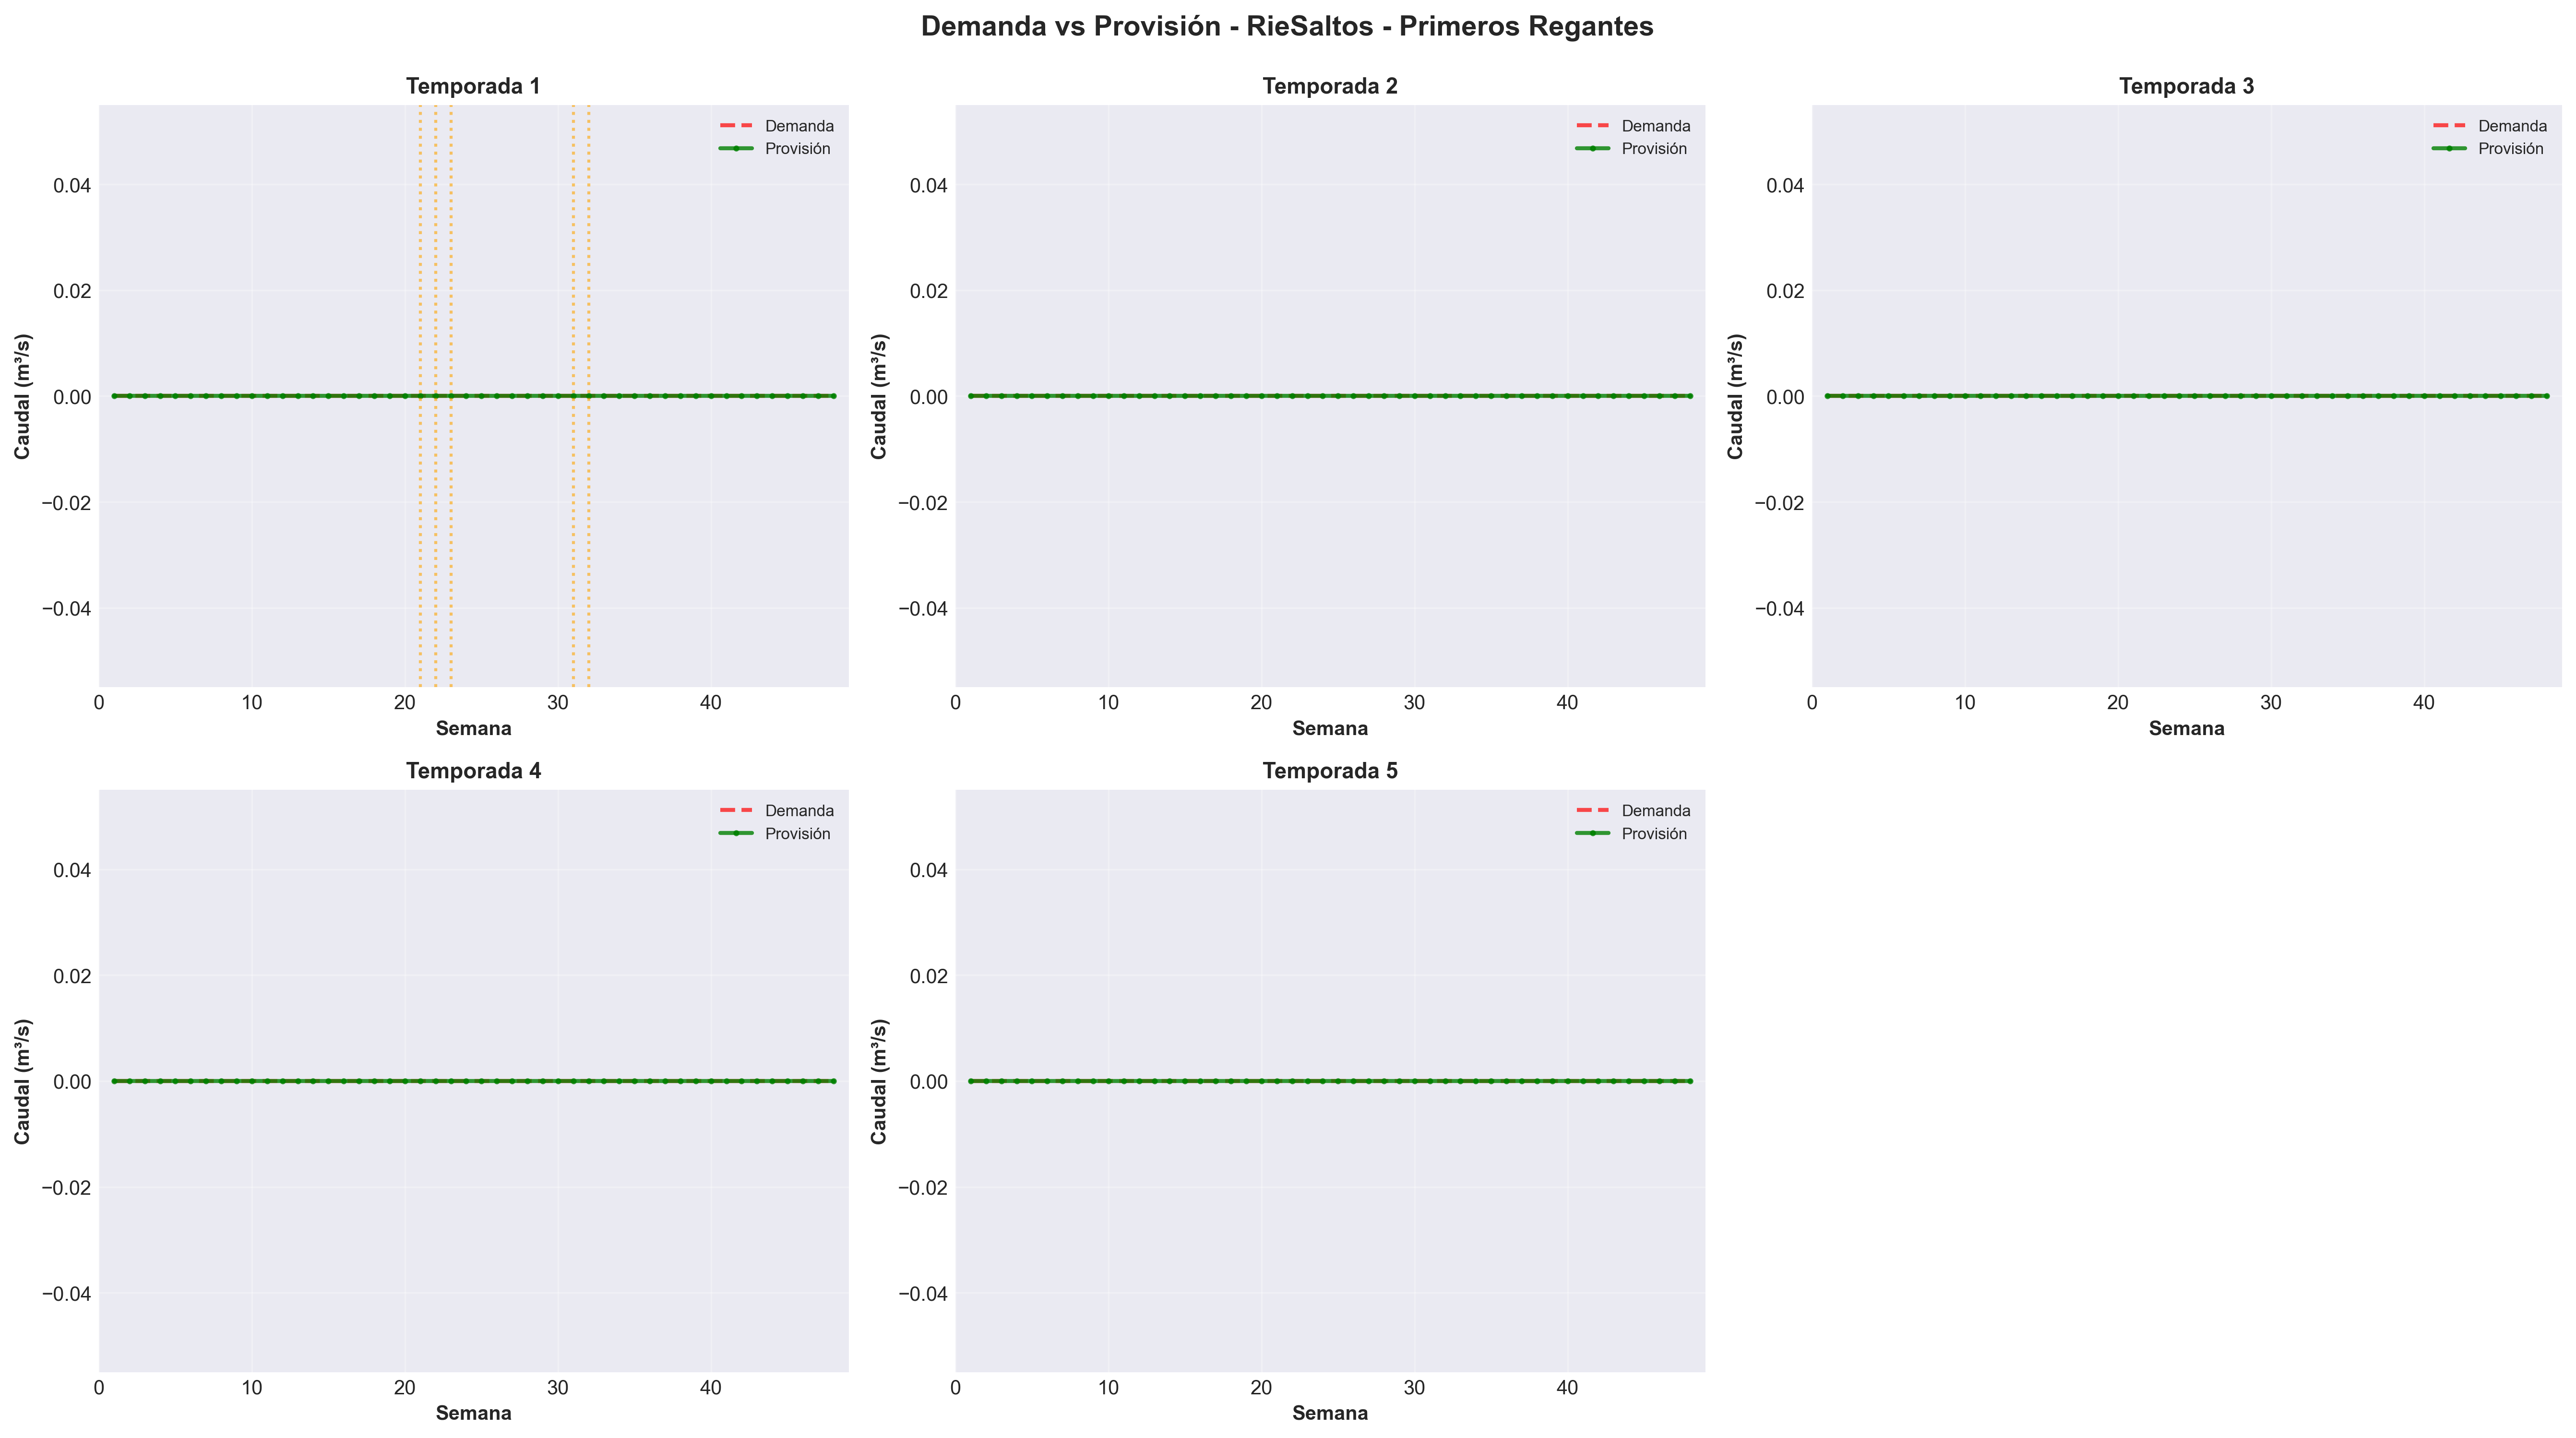 Demanda vs Provisión - RieSaltos - Primeros Regantes
Temporada 1
Demanda
Provisión
0.04
0.02
0.00
−0.02
−0.04
Caudal (m³/s)
0 10 20 30 40
Semana
Temporada 2
Demanda
Provisión
0.04
0.02
0.00
−0.02
−0.04
Caudal (m³/s)
0 10 20 30 40
Semana
Temporada 3
Demanda
Provisión
0.04
0.02
0.00
−0.02
−0.04
Caudal (m³/s)
0 10 20 30 40
Semana
Temporada 4
Demanda
Provisión
0.04
0.02
0.00
−0.02
−0.04
Caudal (m³/s)
0 10 20 30 40
Semana
Temporada 5
Demanda
Provisión
0.04
0.02
0.00
−0.02
−0.04
Caudal (m³/s)
0 10 20 30 40
Semana